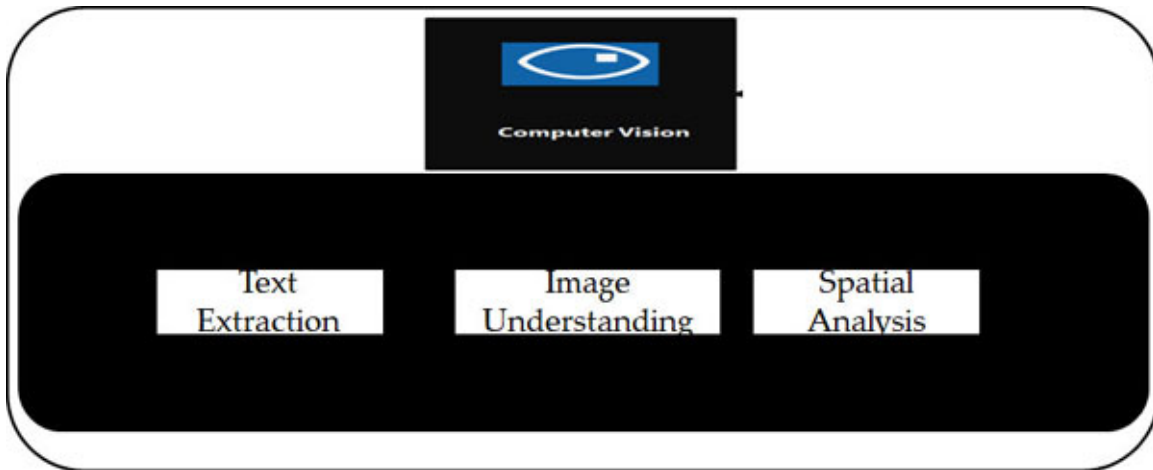 Computer Vision
Text
Extraction
Image
Understanding
Spatial
Analysis